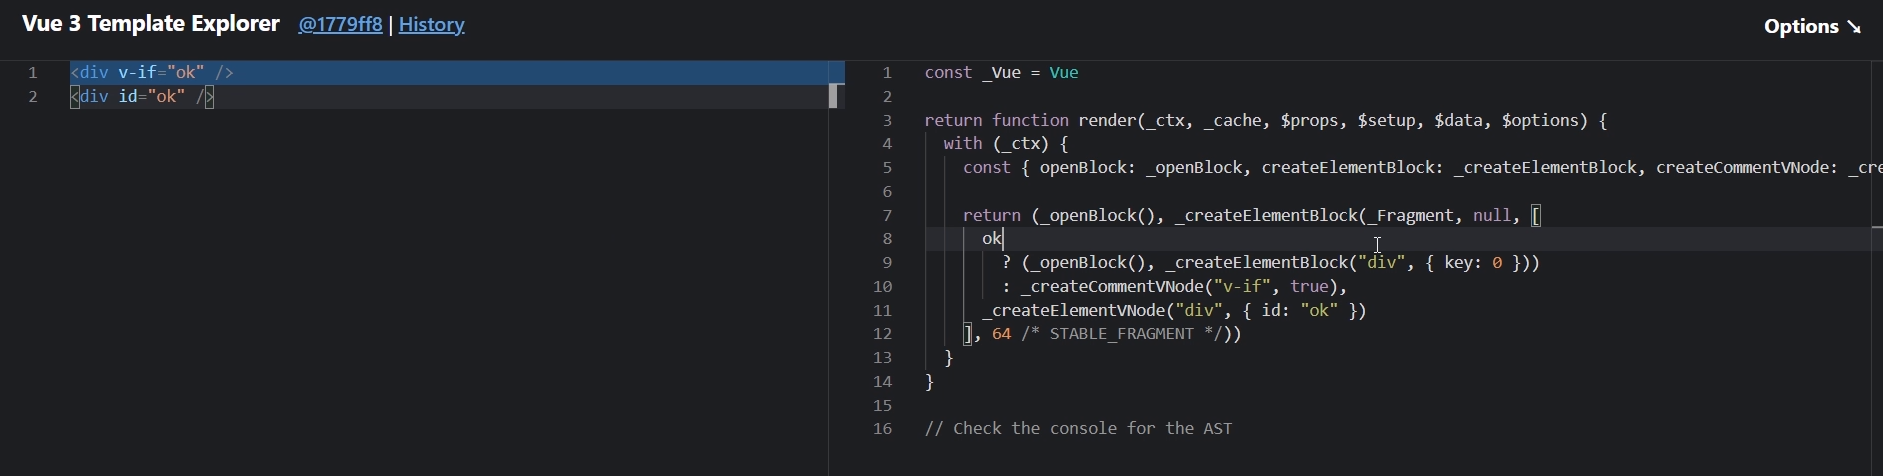 Vue 3 Template Explorer @1779ff8 | History
Options ↘
1 <div v-if="ok" />
2 <div id="ok" />
1 const _Vue = Vue
2
3 return function render(_ctx, _cache, $props, $setup, $data, $options) {
4 with (_ctx) {
5 const { openBlock: _openBlock, createElementBlock: _createElementBlock, createCommentVNode: _cre
6
7 return (_openBlock(), _createElementBlock(_Fragment, null, [
8 ok
9 ? (_openBlock(), _createElementBlock("div", { key: 0 }))
10 : _createCommentVNode("v-if", true),
11 _createElementVNode("div", { id: "ok" })
12 ], 64 /* STABLE_FRAGMENT */))
13 }
14 }
15
16 // Check the console for the AST